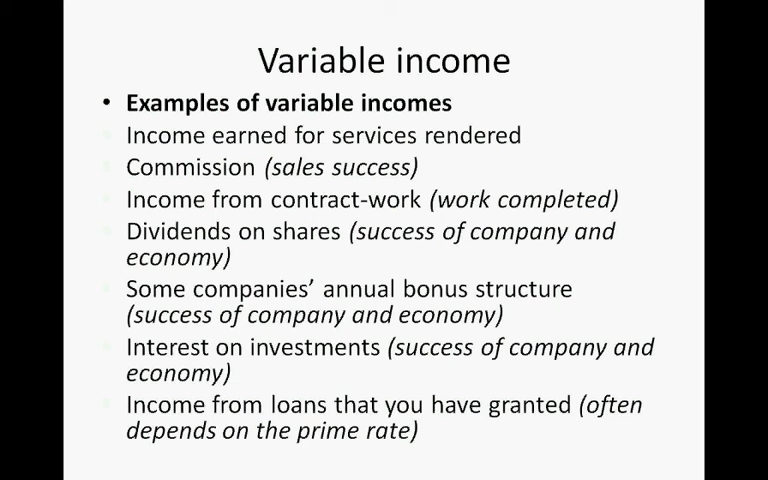 Variable income
• Examples of variable incomes
• Income earned for services rendered
• Commission (sales success)
• Income from contract-work (work completed)
• Dividends on shares (success of company and
economy)
• Some companies’ annual bonus structure
(success of company and economy)
• Interest on investments (success of company and
economy)
• Income from loans that you have granted (often
depends on the prime rate)